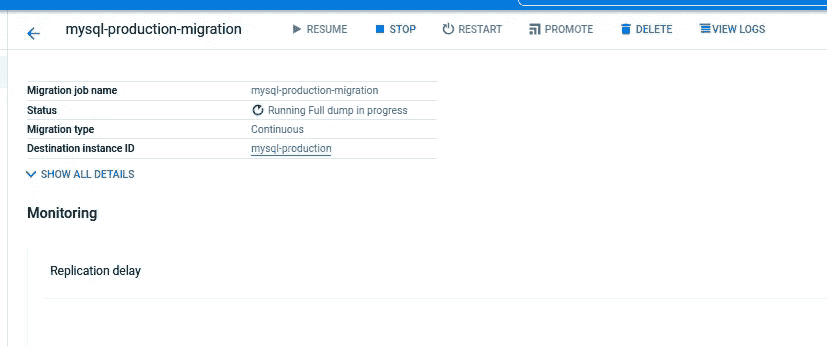 mysql-production-migration RESUME STOP RESTART PROMOTE DELETE VIEW LOGS
Migration job name mysql-production-migration
Status Running Full dump in progress
Migration type Continuous
Destination instance ID mysql-production
SHOW ALL DETAILS
Monitoring
Replication delay